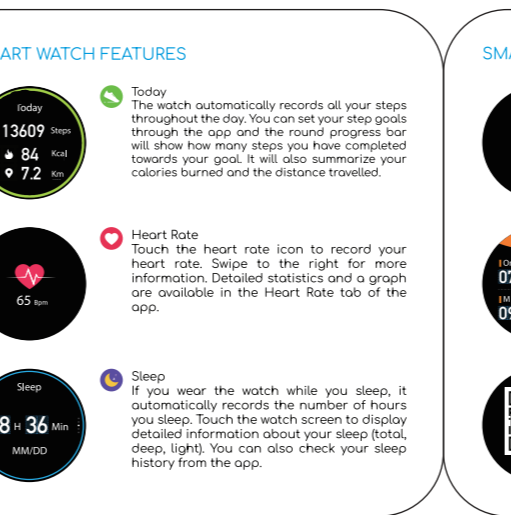 ART WATCH FEATURES
Today
13609 Steps
84 Kcal
7.2 Km
Today
The watch automatically records all your steps
throughout the day. You can set your step goals
through the app and the round progress bar
will show how many steps you have completed
towards your goal. It will also summarize your
calories burned and the distance travelled.
65 Bpm
Heart Rate
Touch the heart rate icon to record your
heart rate. Swipe to the right for more
information. Detailed statistics and a graph
are available in the Heart Rate tab of the
app.
Sleep
8 H 36 Min
MM/DD
Sleep
If you wear the watch while you sleep, it
automatically records the number of hours
you sleep. Touch the watch screen to display
detailed information about your sleep (total,
deep, light). You can also check your sleep
history from the app.
SMA
07
09